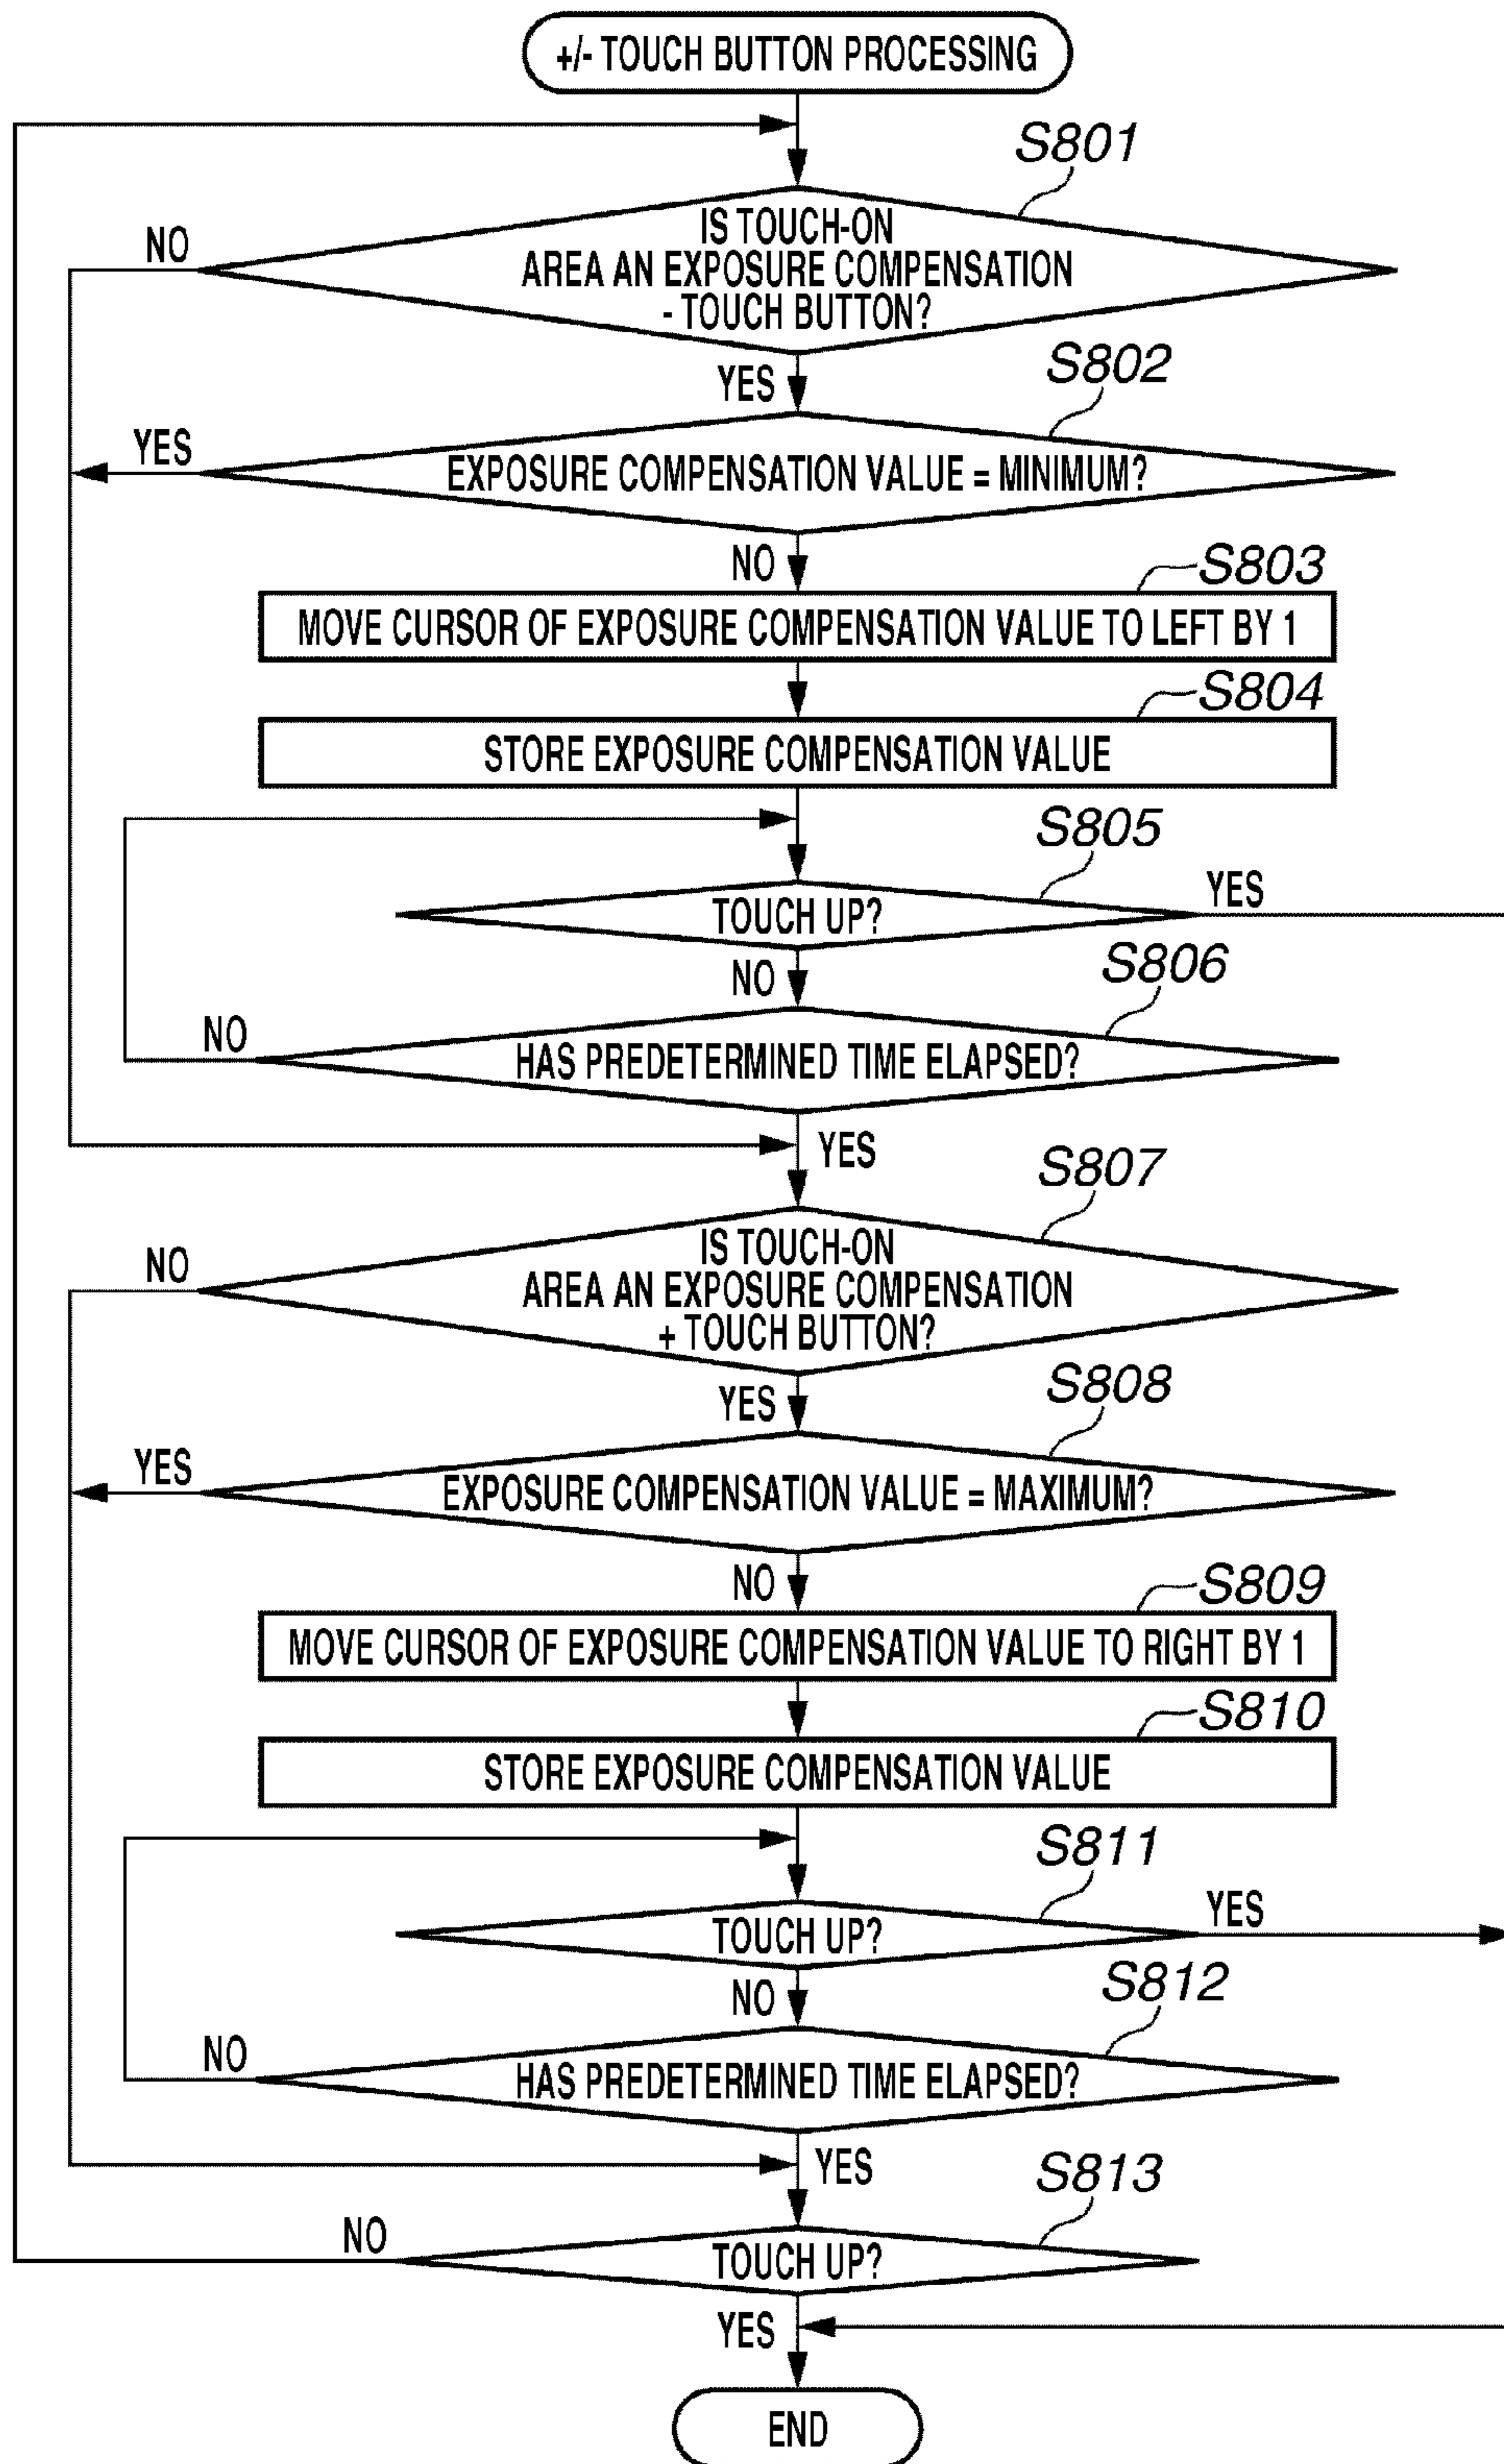 +/- TOUCH BUTTON PROCESSING
S801
IS TOUCH-ON
AREA AN EXPOSURE COMPENSATION
- TOUCH BUTTON?
NO
YES
S802
EXPOSURE COMPENSATION VALUE = MINIMUM?
YES
NO
S803
MOVE CURSOR OF EXPOSURE COMPENSATION VALUE TO LEFT BY 1
S804
STORE EXPOSURE COMPENSATION VALUE
S805
TOUCH UP?
YES
NO
S806
HAS PREDETERMINED TIME ELAPSED?
NO
YES
S807
IS TOUCH-ON
AREA AN EXPOSURE COMPENSATION
+ TOUCH BUTTON?
NO
YES
S808
EXPOSURE COMPENSATION VALUE = MAXIMUM?
YES
NO
S809
MOVE CURSOR OF EXPOSURE COMPENSATION VALUE TO RIGHT BY 1
S810
STORE EXPOSURE COMPENSATION VALUE
S811
TOUCH UP?
YES
NO
S812
HAS PREDETERMINED TIME ELAPSED?
NO
YES
S813
TOUCH UP?
NO
YES
END